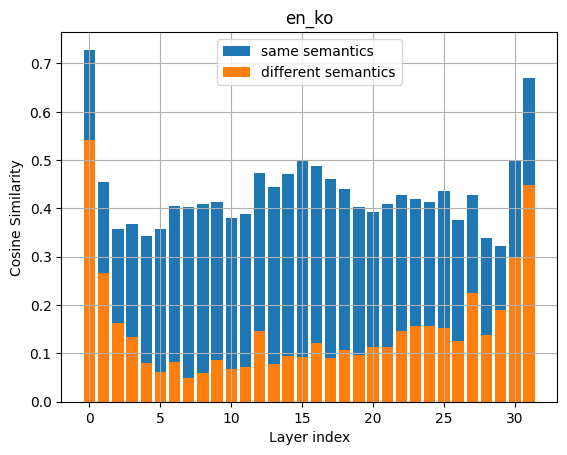 en_ko
same semantics
different semantics
Cosine Similarity
0.7
0.6
0.5
0.4
0.3
0.2
0.1
0.0
0 5 10 15 20 25 30
Layer index